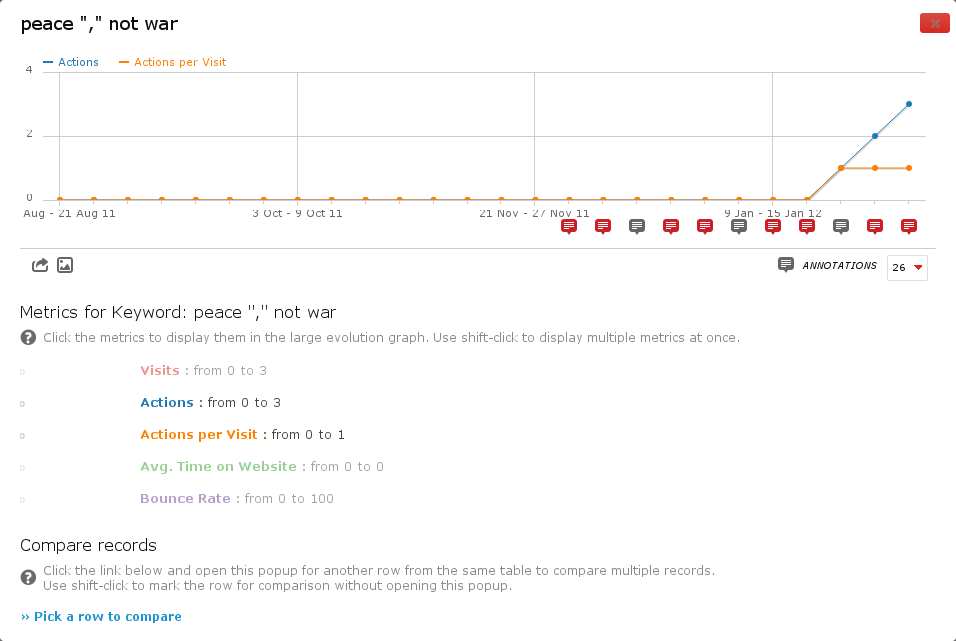 peace "," not war
Actions Actions per Visit
4
2
0
Aug - 21 Aug 11 3 Oct - 9 Oct 11 21 Nov - 27 Nov 11 9 Jan - 15 Jan 12
ANNOTATIONS 26
Metrics for Keyword: peace "," not war
? Click the metrics to display them in the large evolution graph. Use shift-click to display multiple metrics at once.
Visits : from 0 to 3
Actions : from 0 to 3
Actions per Visit : from 0 to 1
Avg. Time on Website : from 0 to 0
Bounce Rate : from 0 to 100
Compare records
? Click the link below and open this popup for another row from the same table to compare multiple records.
Use shift-click to mark the row for comparison without opening this popup.
» Pick a row to compare